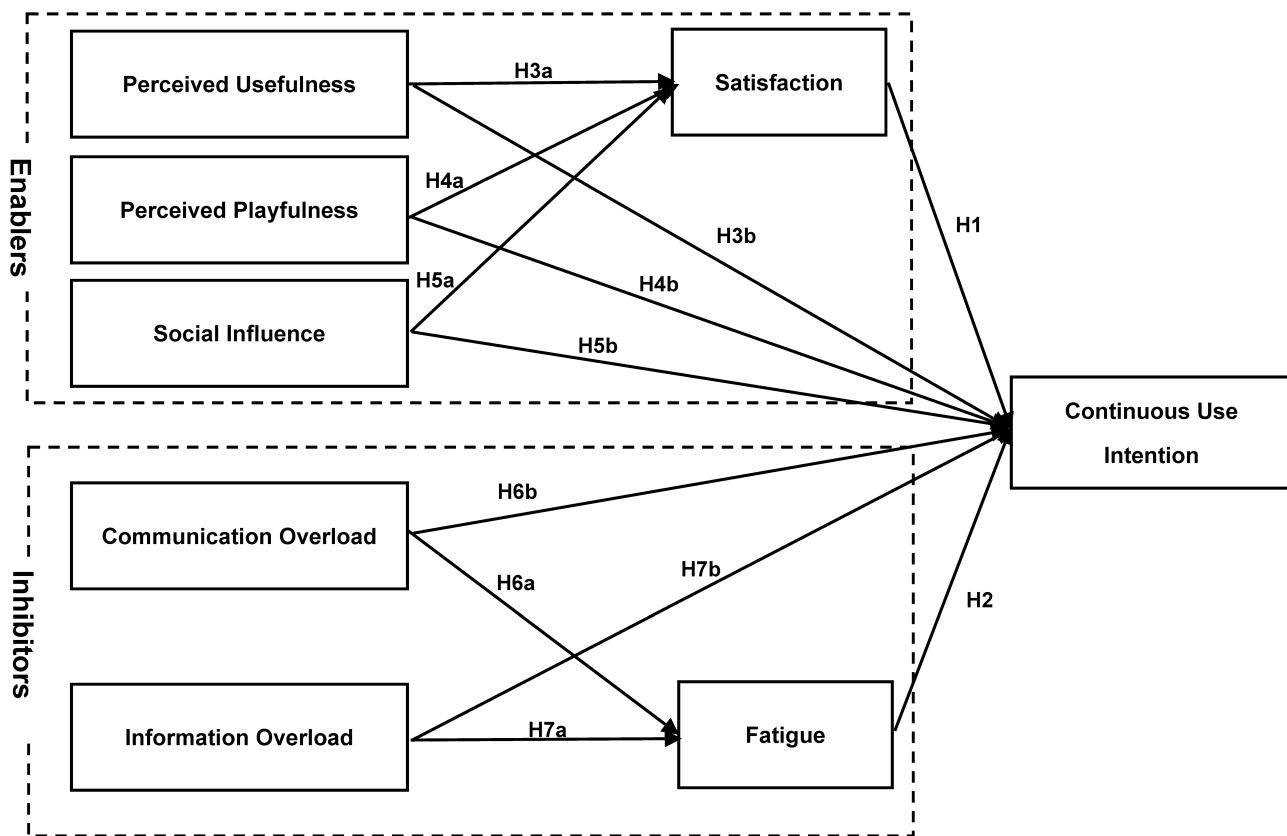 Enablers
Perceived Usefulness
H3a
Satisfaction
H4a
Perceived Playfulness
H3b
H1
H5a
H4b
Social Influence
H5b
Continuous Use
Intention
Inhibitors
H6b
Communication Overload
H6a
H7b
H2
H7a
Information Overload
Fatigue